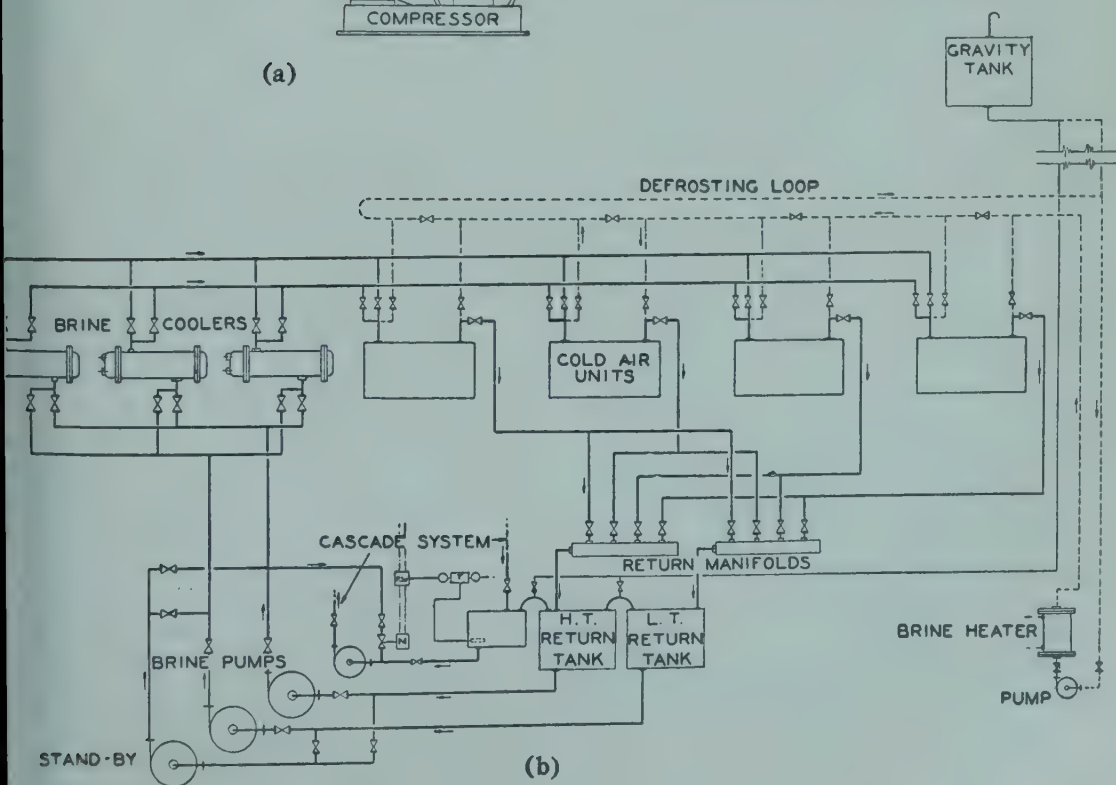 COMPRESSOR
(a)
GRAVITY
TANK
DEFROSTING LOOP
BRINE COOLERS
COLD AIR
UNITS
CASCADE SYSTEM
RETURN MANIFOLDS
H.T.
RETURN
TANK
L.T.
RETURN
TANK
BRINE HEATER
BRINE PUMPS
PUMP
STAND-BY
(b)